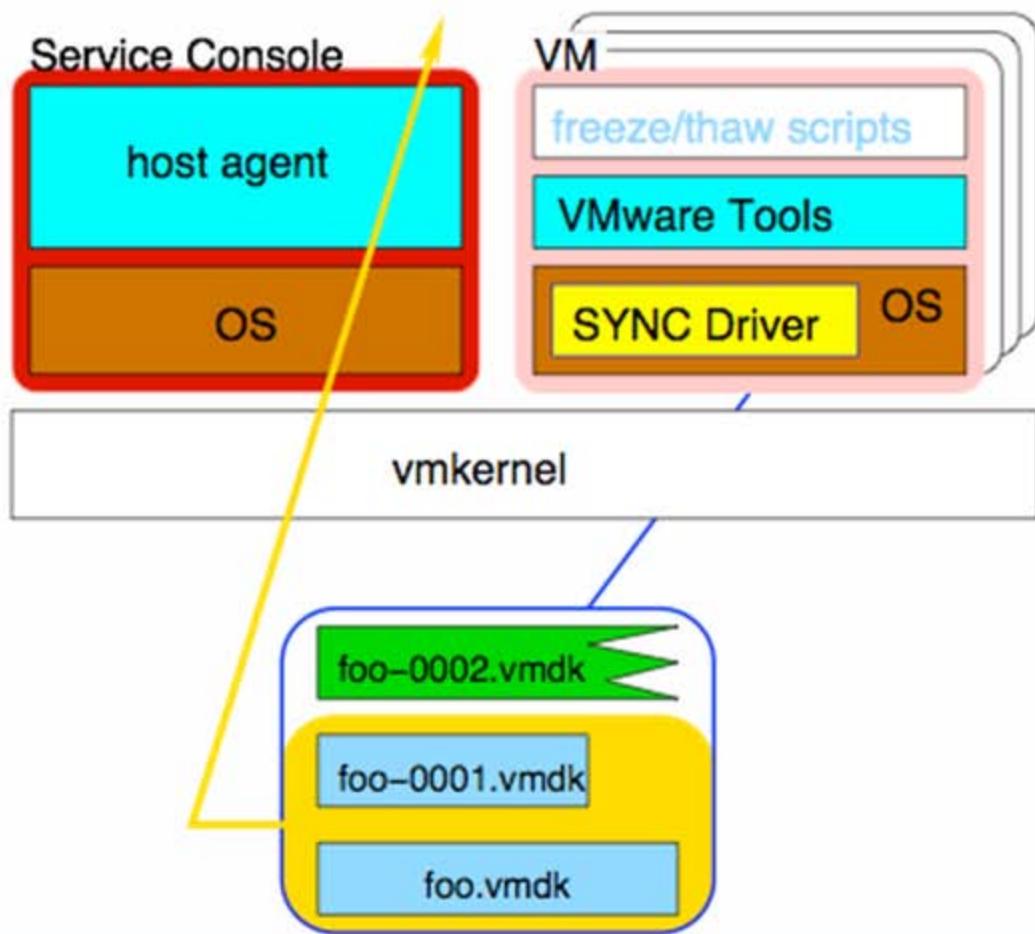 Service Console
VM
host agent
freeze/thaw scripts
VMware Tools
OS
SYNC Driver
OS
vmkernel
foo-0002.vmdk
foo-0001.vmdk
foo.vmdk